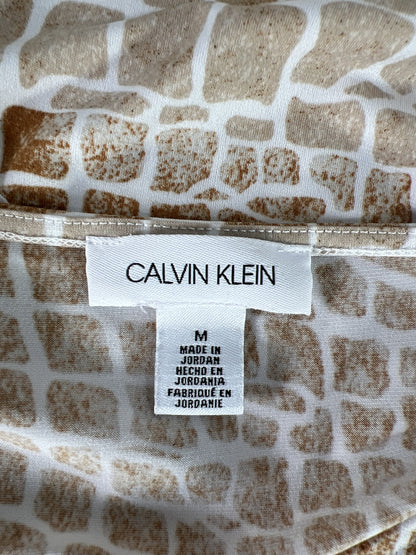 CALVIN KLEIN
M
MADE IN
JORDAN
HECHO EN
JORDANIA
FABRIQUÉ EN
JORDANIE